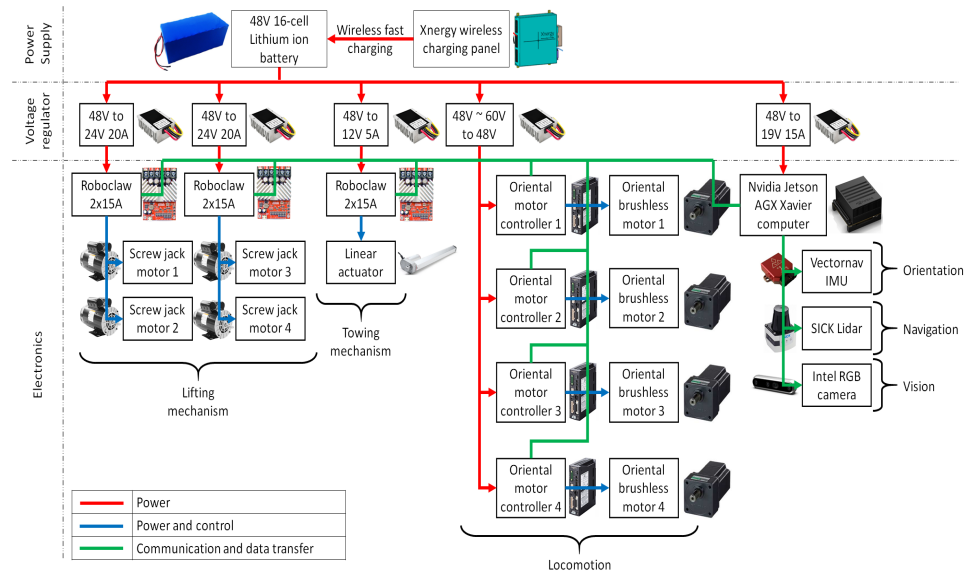 Power
Supply
48V 16-cell
Lithium ion
battery
Wireless fast
charging
Xnergy wireless
charging panel
Voltage
regulator
48V to
24V 20A
48V to
24V 20A
48V to
12V 5A
48V ~ 60V
to 48V
48V to
19V 15A
Electronics
Roboclaw
2x15A
Roboclaw
2x15A
Roboclaw
2x15A
Oriental
motor
controller 1
Oriental
brushless
motor 1
Nvidia Jetson
AGX Xavier
computer
Screw jack
motor 1
Screw jack
motor 3
Linear
actuator
Vectornav
IMU
Orientation
Screw jack
motor 2
Screw jack
motor 4
Oriental
motor
controller 2
Oriental
brushless
motor 2
SICK Lidar
Navigation
Towing
mechanism
Lifting
mechanism
Oriental
motor
controller 3
Oriental
brushless
motor 3
Intel RGB
camera
Vision
Oriental
motor
controller 4
Oriental
brushless
motor 4
Power
Power and control
Communication and data transfer
Locomotion